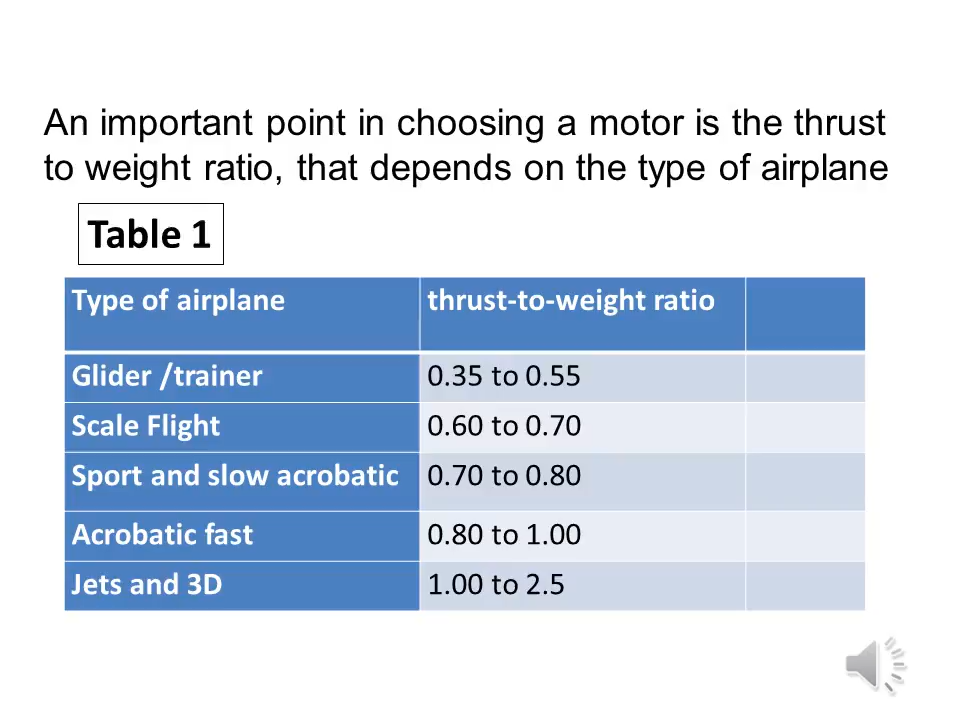 An important point in choosing a motor is the thrust
to weight ratio, that depends on the type of airplane
Table 1
Type of airplane thrust-to-weight ratio
Glider /trainer 0.35 to 0.55
Scale Flight 0.60 to 0.70
Sport and slow acrobatic 0.70 to 0.80
Acrobatic fast 0.80 to 1.00
Jets and 3D 1.00 to 2.5